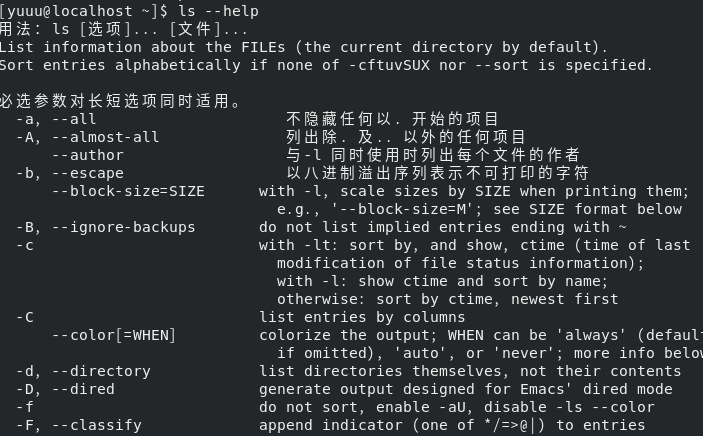 [yuuu@localhost ~]$ ls --help
用法：ls [选项]... [文件]...
List information about the FILEs (the current directory by default).
Sort entries alphabetically if none of -cftuvSUX nor --sort is specified.
必选参数对长短选项同时适用。
-a, --all 不隐藏任何以. 开始的项目
-A, --almost-all 列出除. 及.. 以外的任何项目
--author 与-l 同时使用时列出每个文件的作者
-b, --escape 以八进制溢出序列表示不可打印的字符
--block-size=SIZE with -l, scale sizes by SIZE when printing them;
e.g., '--block-size=M'; see SIZE format below
-B, --ignore-backups do not list implied entries ending with ~
-c with -lt: sort by, and show, ctime (time of last
modification of file status information);
with -l: show ctime and sort by name;
otherwise: sort by ctime, newest first
-C list entries by columns
--color[=WHEN] colorize the output; WHEN can be 'always' (default
if omitted), 'auto', or 'never'; more info below
-d, --directory list directories themselves, not their contents
-D, --dired generate output designed for Emacs' dired mode
-f do not sort, enable -aU, disable -ls --color
-F, --classify append indicator (one of */=>@|) to entries